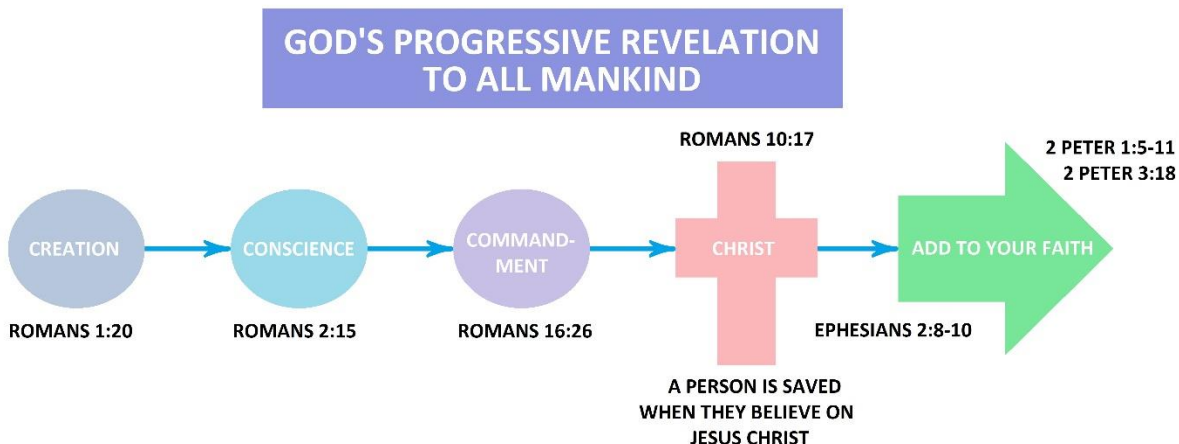 GOD'S PROGRESSIVE REVELATION
TO ALL MANKIND
ROMANS 10:17
2 PETER 1:5-11
2 PETER 3:18
CREATION
CONSCIENCE
COMMAND-
MENT
CHRIST
ADD TO YOUR FAITH
ROMANS 1:20
ROMANS 2:15
ROMANS 16:26
EPHESIANS 2:8-10
A PERSON IS SAVED
WHEN THEY BELIEVE ON
JESUS CHRIST